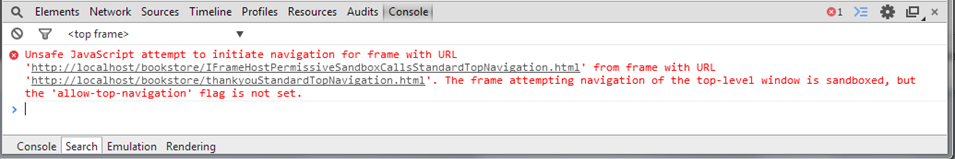 Elements Network Sources Timeline Profiles Resources Audits Console 1
<top frame>
Unsafe JavaScript attempt to initiate navigation for frame with URL
'http://localhost/bookstore/IFrameHostPermissiveSandboxCallsStandardTopNavigation.html' from frame with URL
'http://localhost/bookstore/thankyouStandardTopNavigation.html'. The frame attempting navigation of the top-level window is sandboxed, but
the 'allow-top-navigation' flag is not set.
Console Search Emulation Rendering